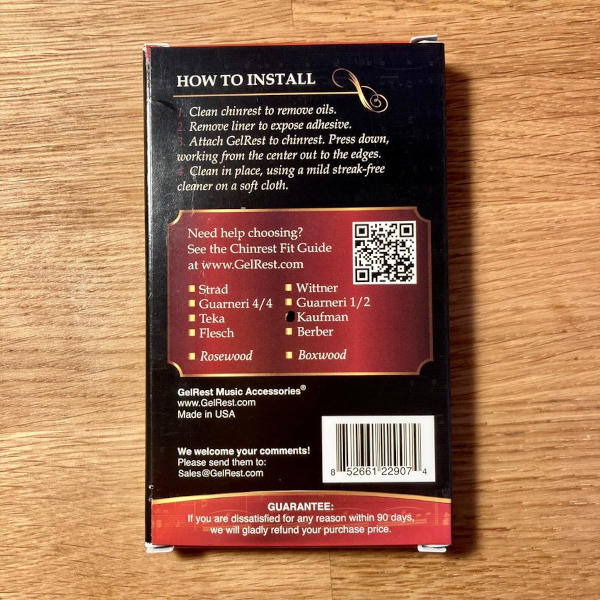 HOW TO INSTALL
1. Clean chinrest to remove oils.
2. Remove liner to expose adhesive.
3. Attach GelRest to chinrest. Press down,
working from the center out to the edges.
4. Clean in place, using a mild streak-free
cleaner on a soft cloth.
Need help choosing?
See the Chinrest Fit Guide
at www.GelRest.com
Strad
Guarneri 4/4
Teka
Flesch
Rosewood
Wittner
Guarneri 1/2
Kaufman
Berber
Boxwood
GelRest Music Accessories®
www.GelRest.com
Made in USA
We welcome your comments!
Please send them to:
Sales@GelRest.com
8 52661 22907 4
GUARANTEE:
If you are dissatisfied for any reason within 90 days,
we will gladly refund your purchase price.